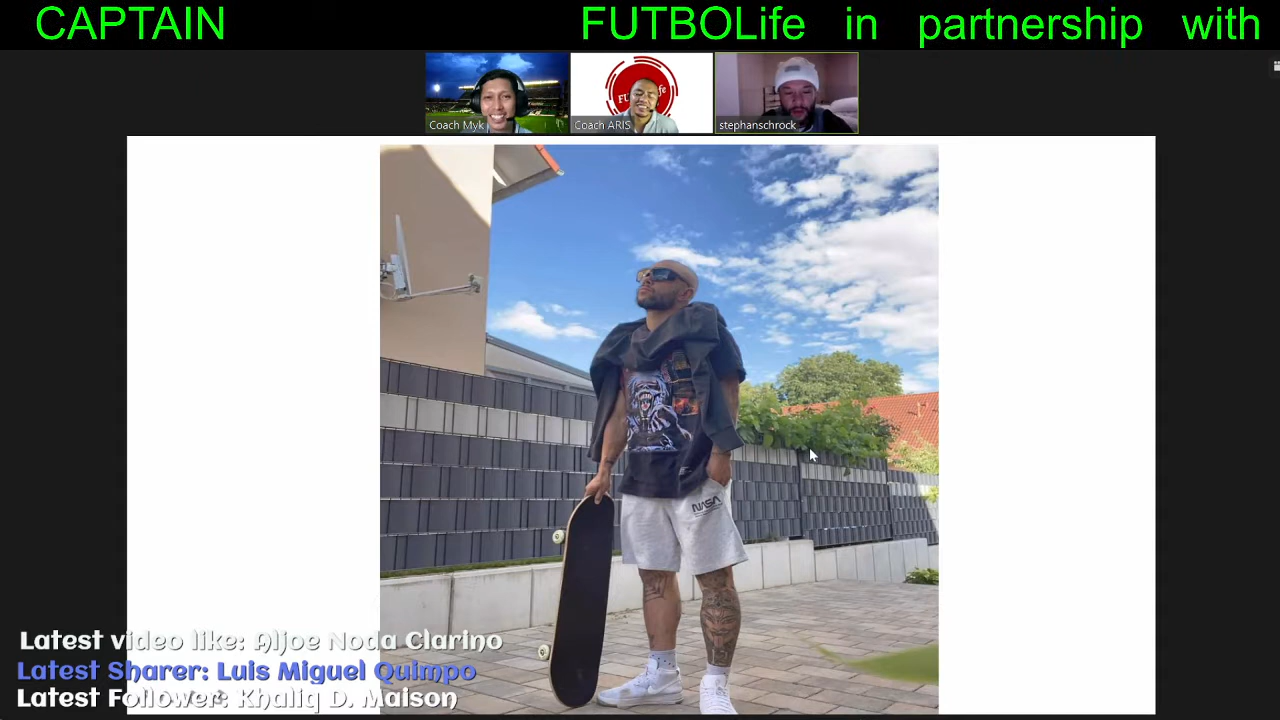 CAPTAIN FUTBOLife in partnership with
Coach Myk
Coach ARIS
stephanschrock
NASA
Latest video like: Aljoe Noda Clarino
Latest Sharer: Luis Miguel Quimpo
Latest Follower: Khaliq D. Maison